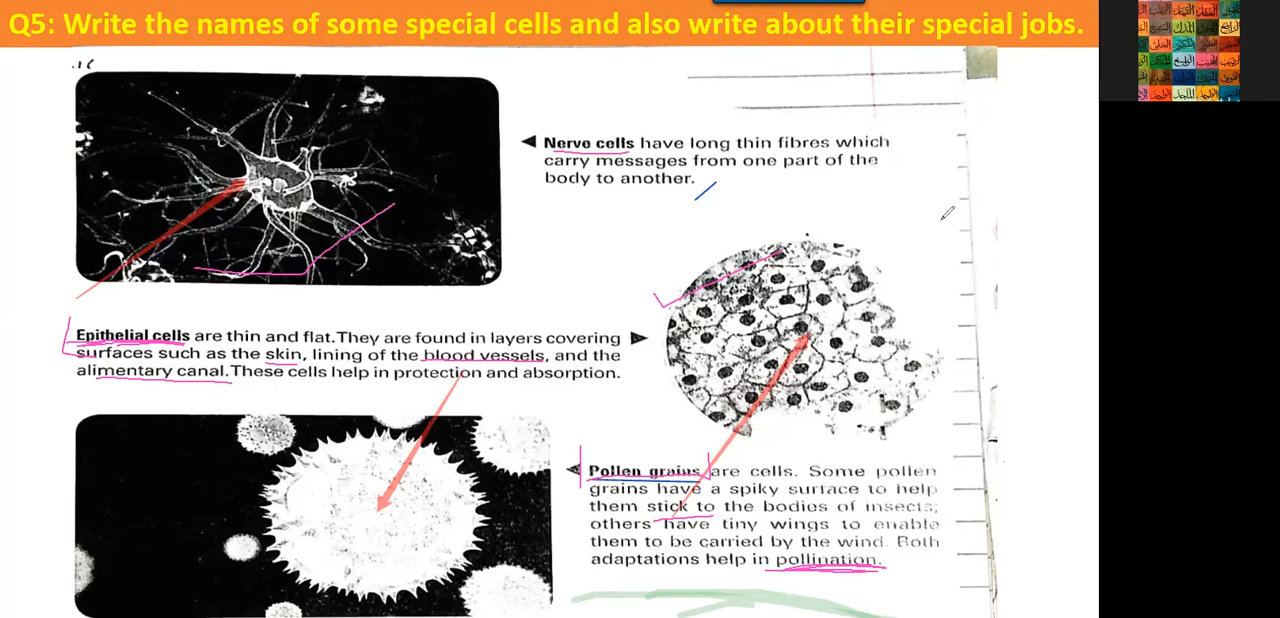 Q5: Write the names of some special cells and also write about their special jobs.
Nerve cells have long thin fibres which
carry messages from one part of the
body to another.
Epithelial cells are thin and flat. They are found in layers covering
surfaces such as the skin, lining of the blood vessels, and the
alimentary canal. These cells help in protection and absorption.
Pollen grains are cells. Some pollen
grains have a spiky surface to help
them stick to the bodies of insects;
others have tiny wings to enable
them to be carried by the wind. Both
adaptations help in pollination.